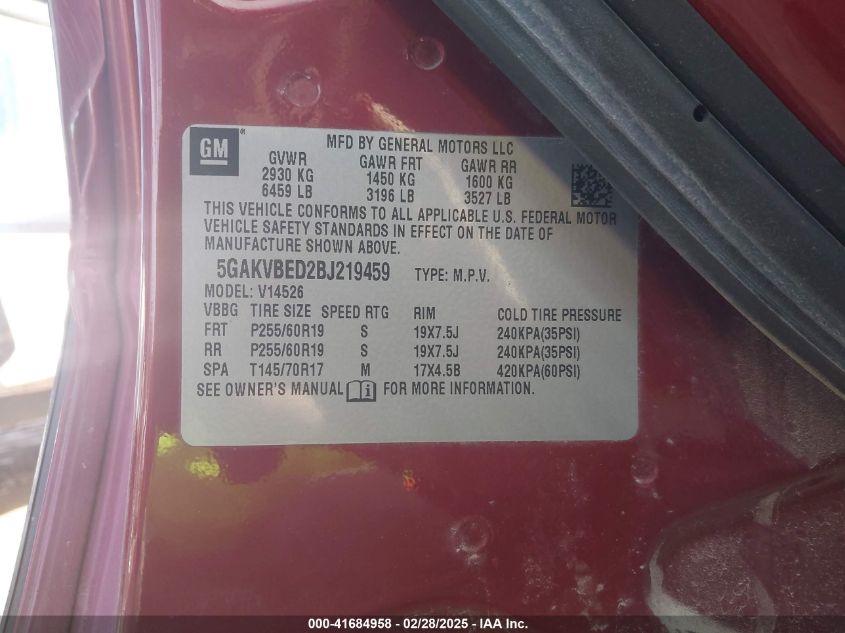 GM
MFD BY GENERAL MOTORS LLC
GVWR GAWR FRT GAWR RR
2930 KG 1450 KG 1600 KG
6459 LB 3196 LB 3527 LB
THIS VEHICLE CONFORMS TO ALL APPLICABLE U.S. FEDERAL MOTOR
VEHICLE SAFETY STANDARDS IN EFFECT ON THE DATE OF
MANUFACTURE SHOWN ABOVE.
5GAKVBED2BJ219459 TYPE: M.P.V.
MODEL: V14526
VBBG TIRE SIZE SPEED RTG RIM COLD TIRE PRESSURE
FRT P255/60R19 S 19X7.5J 240KPA(35PSI)
RR P255/60R19 S 19X7.5J 240KPA(35PSI)
SPA T145/70R17 M 17X4.5B 420KPA(60PSI)
SEE OWNER'S MANUAL i FOR MORE INFORMATION.
000-41684958 - 02/28/2025 - IAAI.com